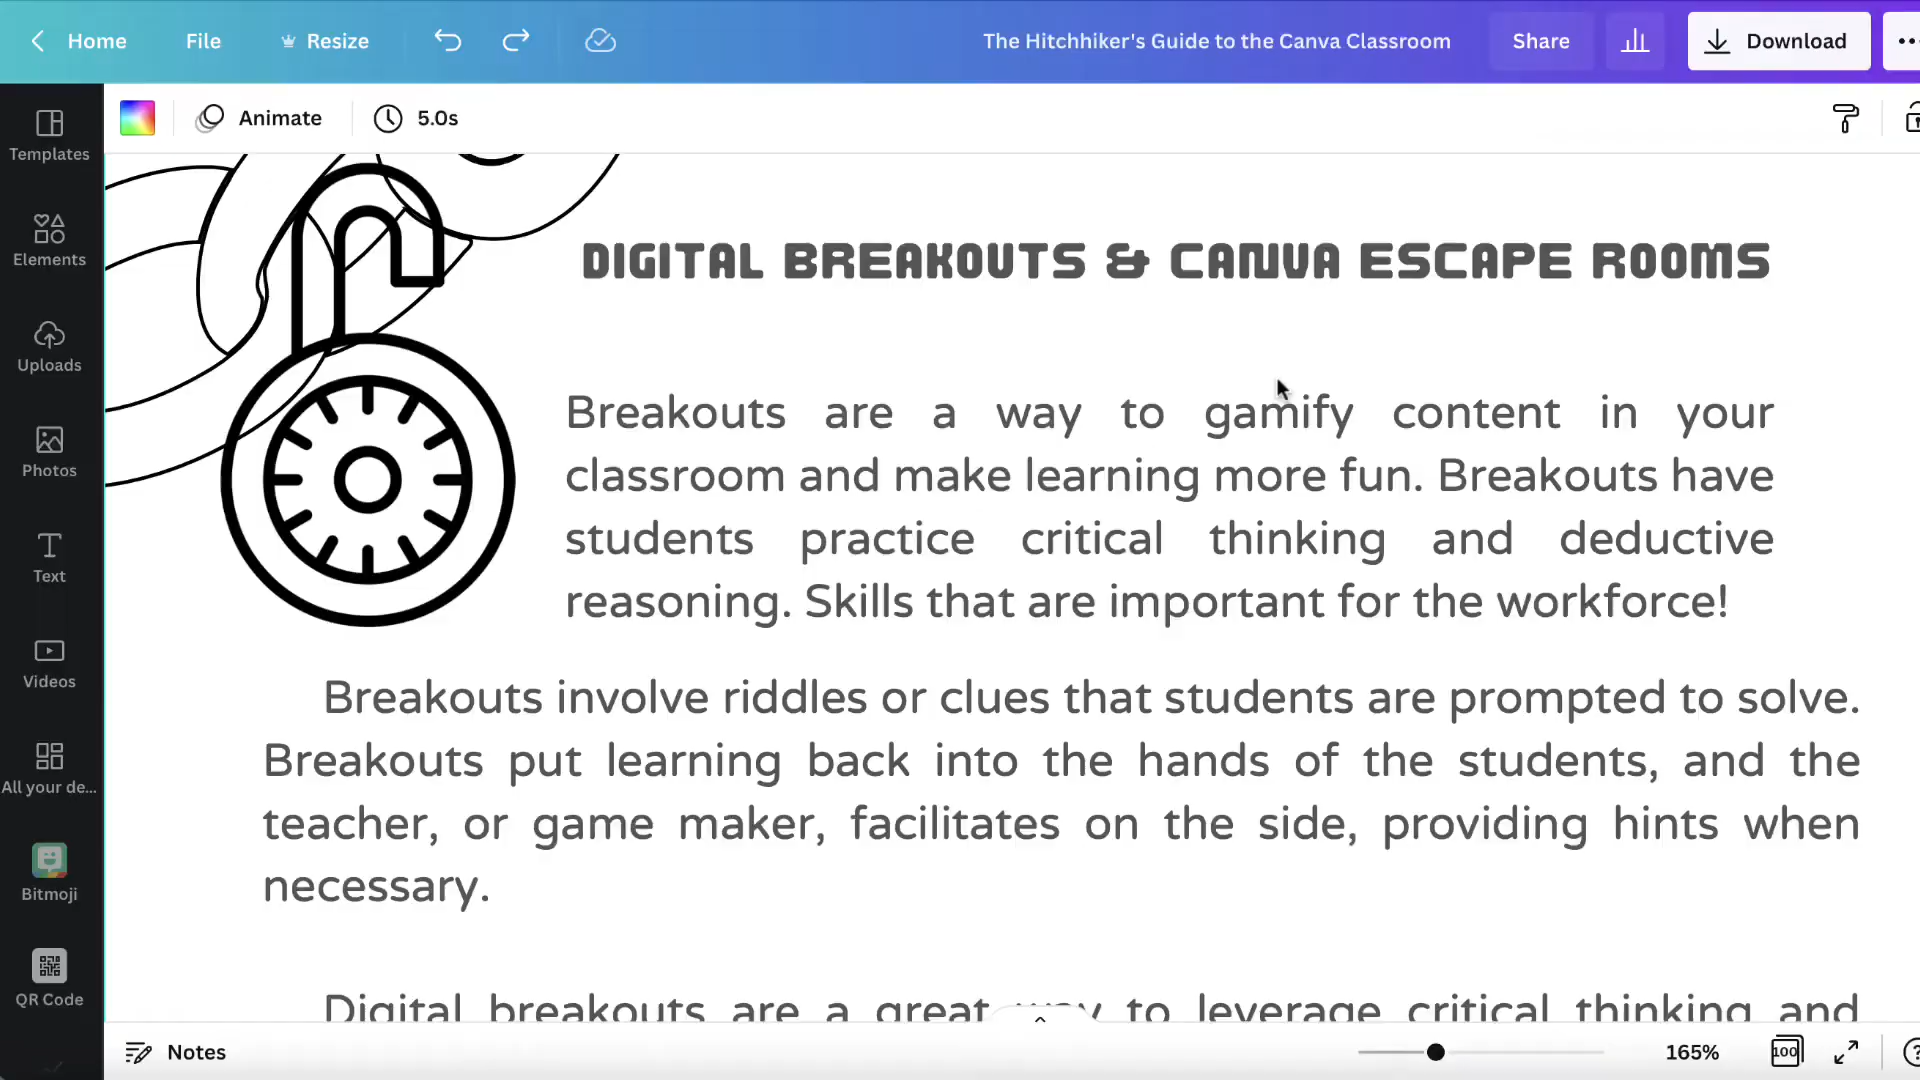 Home File Resize The Hitchhiker's Guide to the Canva Classroom Share Download
Animate 5.0s
Templates
Elements
Uploads
Photos
Text
Videos
All your de...
Bitmoji
QR Code
DIGITAL BREAKOUTS & CANVA ESCAPE ROOMS
Breakouts are a way to gamify content in your
classroom and make learning more fun. Breakouts have
students practice critical thinking and deductive
reasoning. Skills that are important for the workforce!
Breakouts involve riddles or clues that students are prompted to solve.
Breakouts put learning back into the hands of the students, and the
teacher, or game maker, facilitates on the side, providing hints when
necessary.
Digital breakouts are a great way to leverage critical thinking and
Notes 165% 100 ?